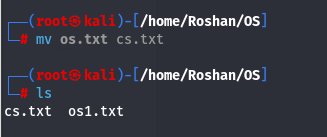 ┌──(root㉿kali)-[/home/Roshan/OS]
└─# mv os.txt cs.txt
┌──(root㉿kali)-[/home/Roshan/OS]
└─# ls
cs.txt  os1.txt